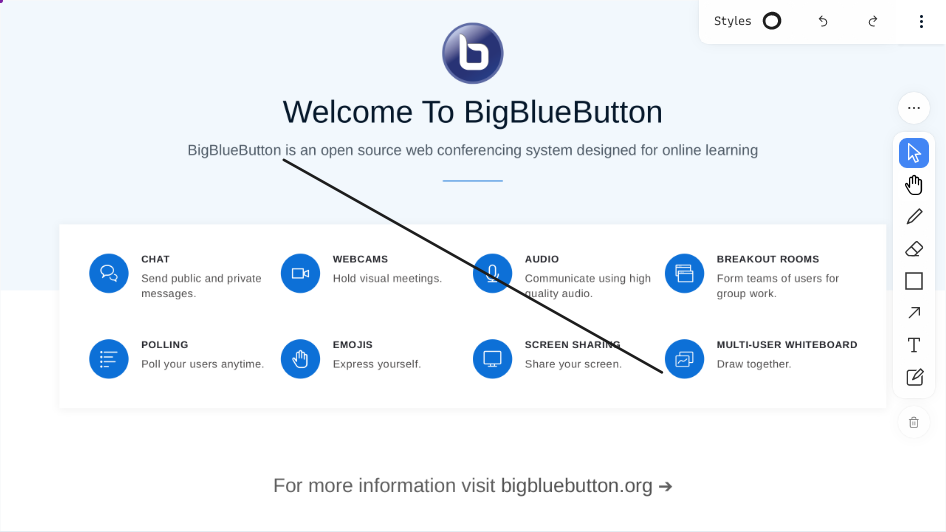 Styles
Welcome To BigBlueButton
BigBlueButton is an open source web conferencing system designed for online learning
CHAT
Send public and private
messages.
WEBCAMS
Hold visual meetings.
AUDIO
Communicate using high
quality audio.
BREAKOUT ROOMS
Form teams of users for
group work.
POLLING
Poll your users anytime.
EMOJIS
Express yourself.
SCREEN SHARING
Share your screen.
MULTI-USER WHITEBOARD
Draw together.
For more information visit bigbluebutton.org ➔